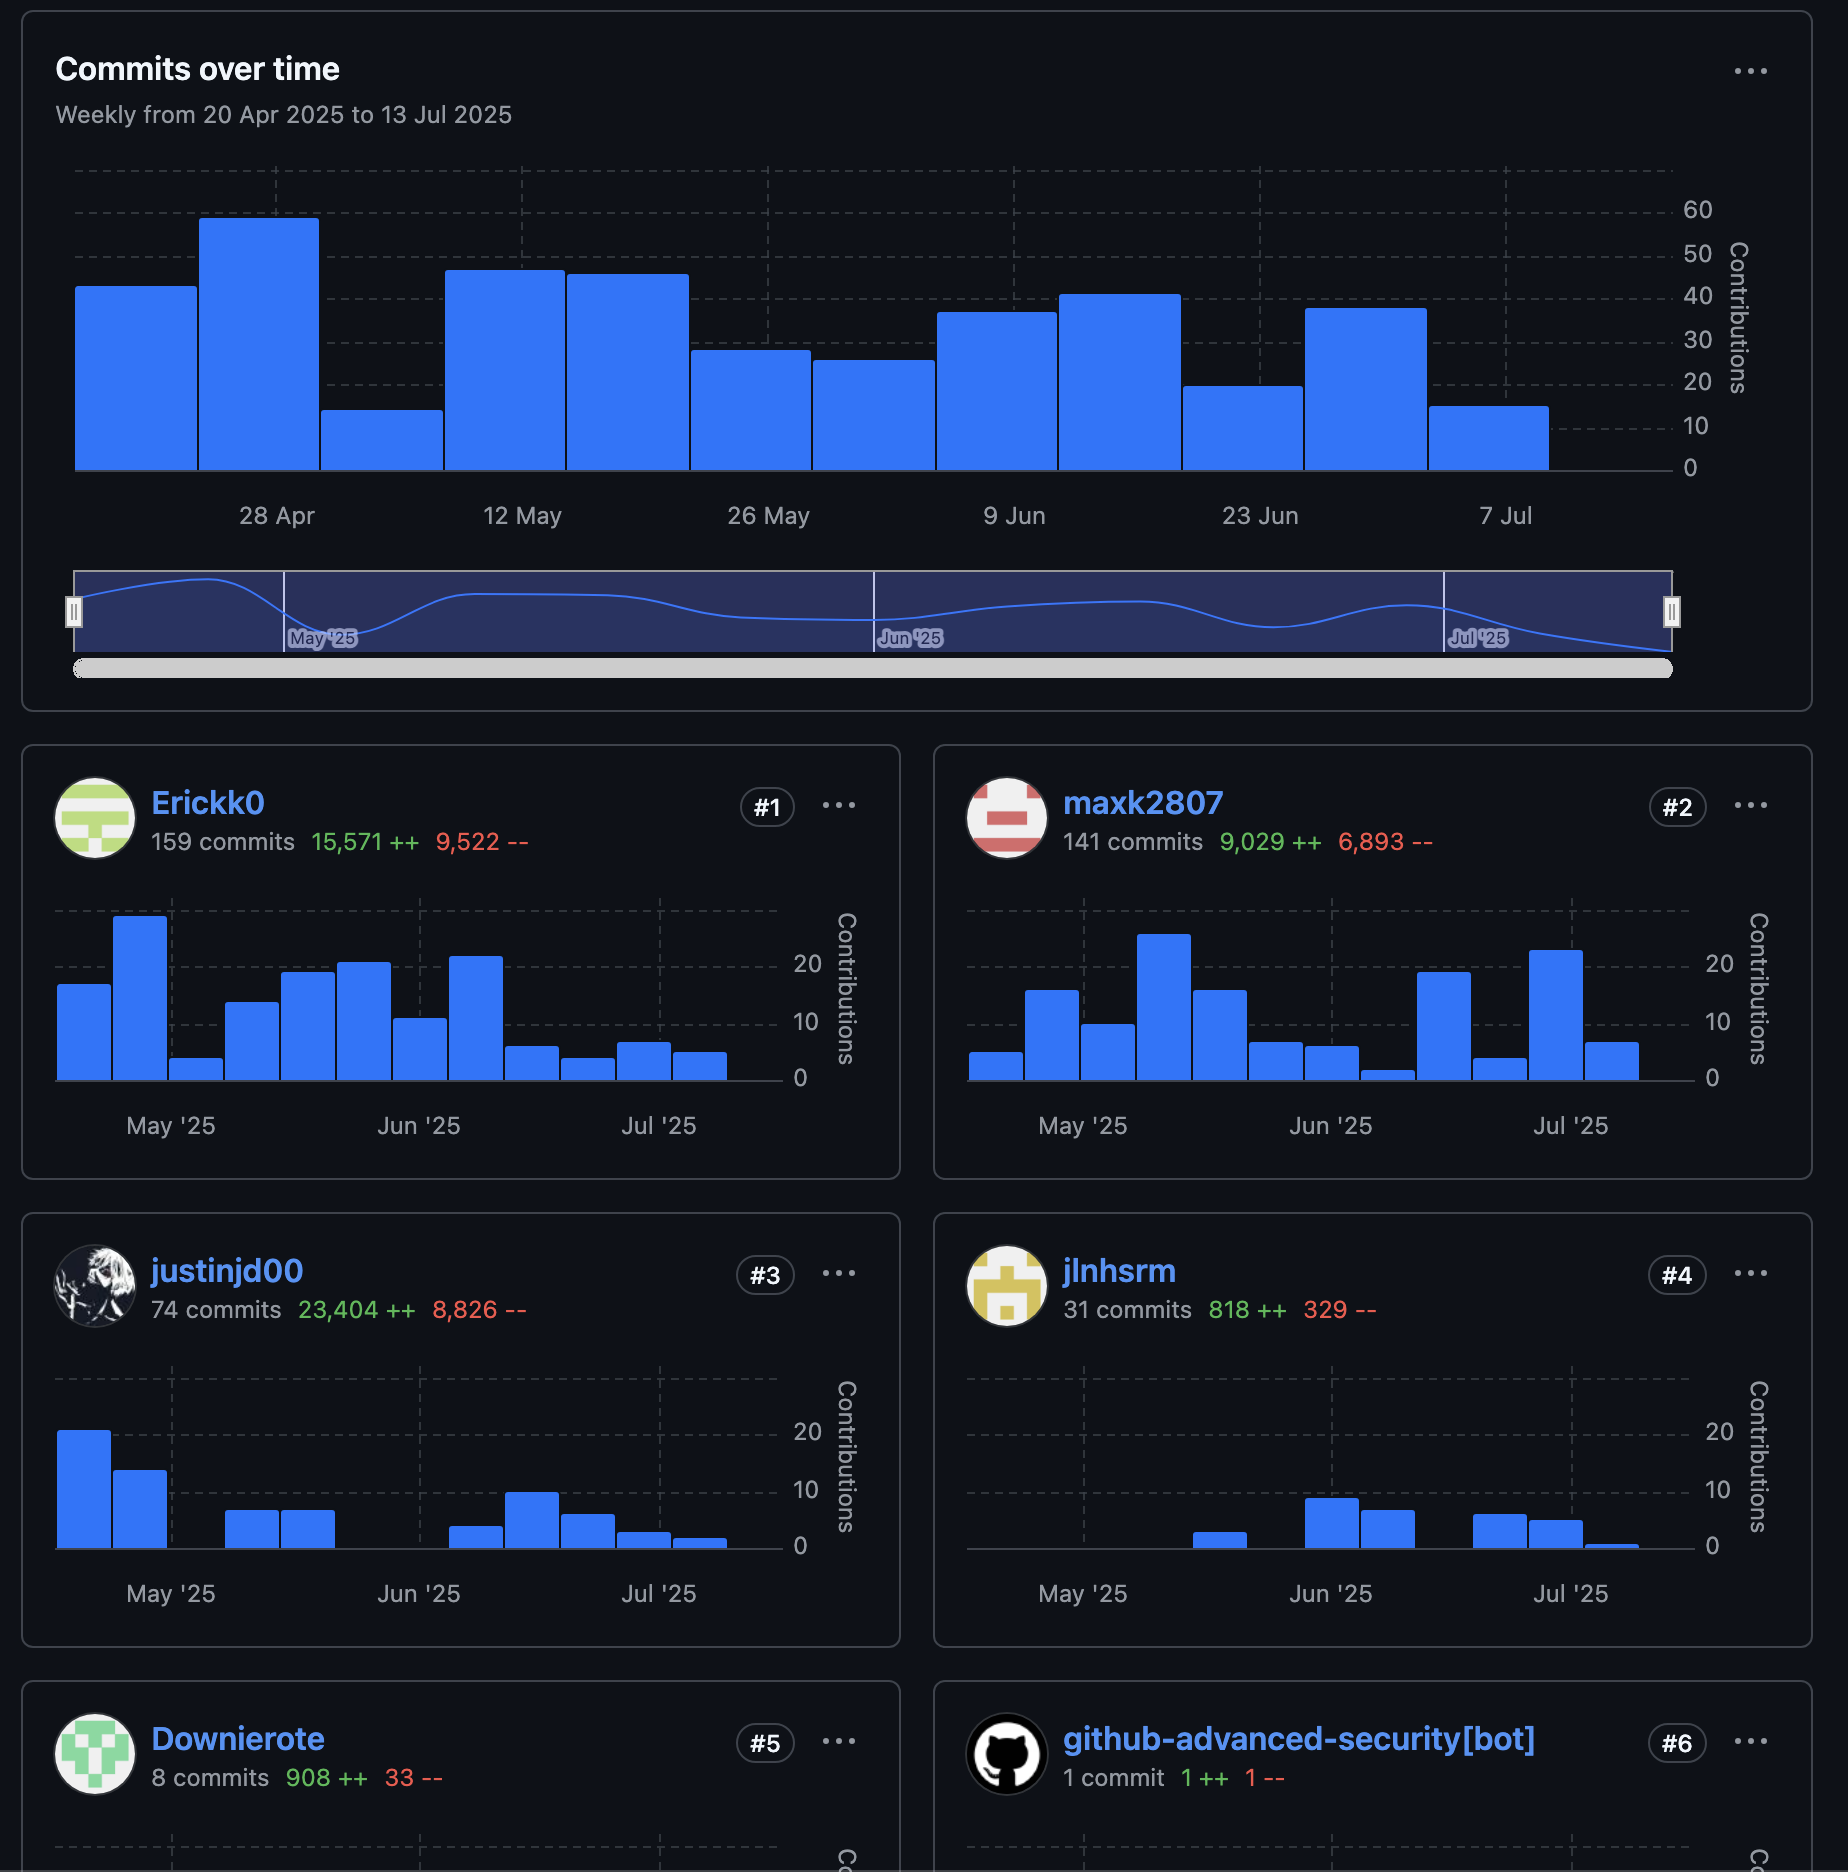 Commits over time
Weekly from 20 Apr 2025 to 13 Jul 2025
60
50
40
30
20
10
0
Contributions
28 Apr 12 May 26 May 9 Jun 23 Jun 7 Jul
May '25 Jun '25 Jul '25
Erickk0 #1
159 commits 15,571 ++ 9,522 --
20
10
0
Contributions
May '25 Jun '25 Jul '25
maxk2807 #2
141 commits 9,029 ++ 6,893 --
20
10
0
Contributions
May '25 Jun '25 Jul '25
justinjd00 #3
74 commits 23,404 ++ 8,826 --
20
10
0
Contributions
May '25 Jun '25 Jul '25
jlnhsrm #4
31 commits 818 ++ 329 --
20
10
0
Contributions
May '25 Jun '25 Jul '25
Downierote #5
8 commits 908 ++ 33 --
github-advanced-security[bot] #6
1 commit 1 ++ 1 --